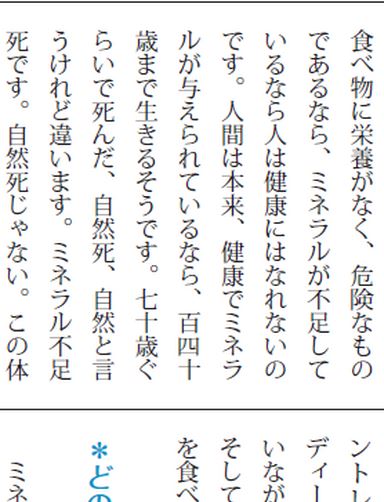 食べ物に栄養がなく、危険なもの
であるなら、ミネラルが不足して
いるなら人は健康にはなれないの
です。人間は本来、健康でミネラ
ルが与えられているなら、百四十
歳まで生きるそうです。七十歳ぐ
らいで死んだ、自然死、自然と言
うけれど違います。ミネラル不足
死です。自然死じゃない。この体
ントレ
ディー
いなが
そして
を食べ
＊どの
ミネ